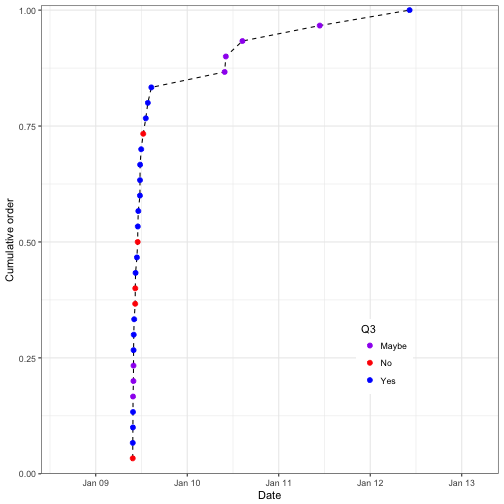 1.00
0.75
0.50
0.25
0.00
Cumulative order
Q3
Maybe
No
Yes
Jan 09 Jan 10 Jan 11 Jan 12 Jan 13
Date